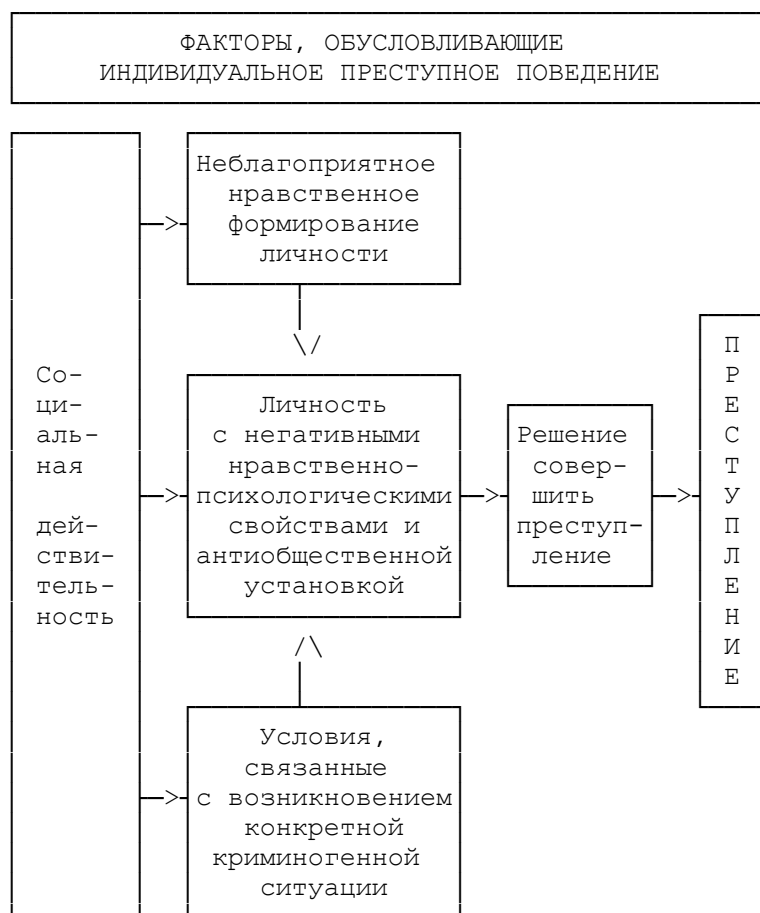 ФАКТОРЫ, ОБУСЛОВЛИВАЮЩИЕ
ИНДИВИДУАЛЬНОЕ ПРЕСТУПНОЕ ПОВЕДЕНИЕ
Со-
ци-
аль-
ная
дей-
стви-
тель-
ность
Неблагоприятное
нравственное
формирование
личности
Личность
с негативными
нравственно-
психологическими
свойствами и
антиобщественной
установкой
Условия,
связанные
с возникновением
конкретной
криминогенной
ситуации
Решение
совер-
шить
преступ-
ление
П
Р
Е
С
Т
У
П
Л
Е
Н
И
Е